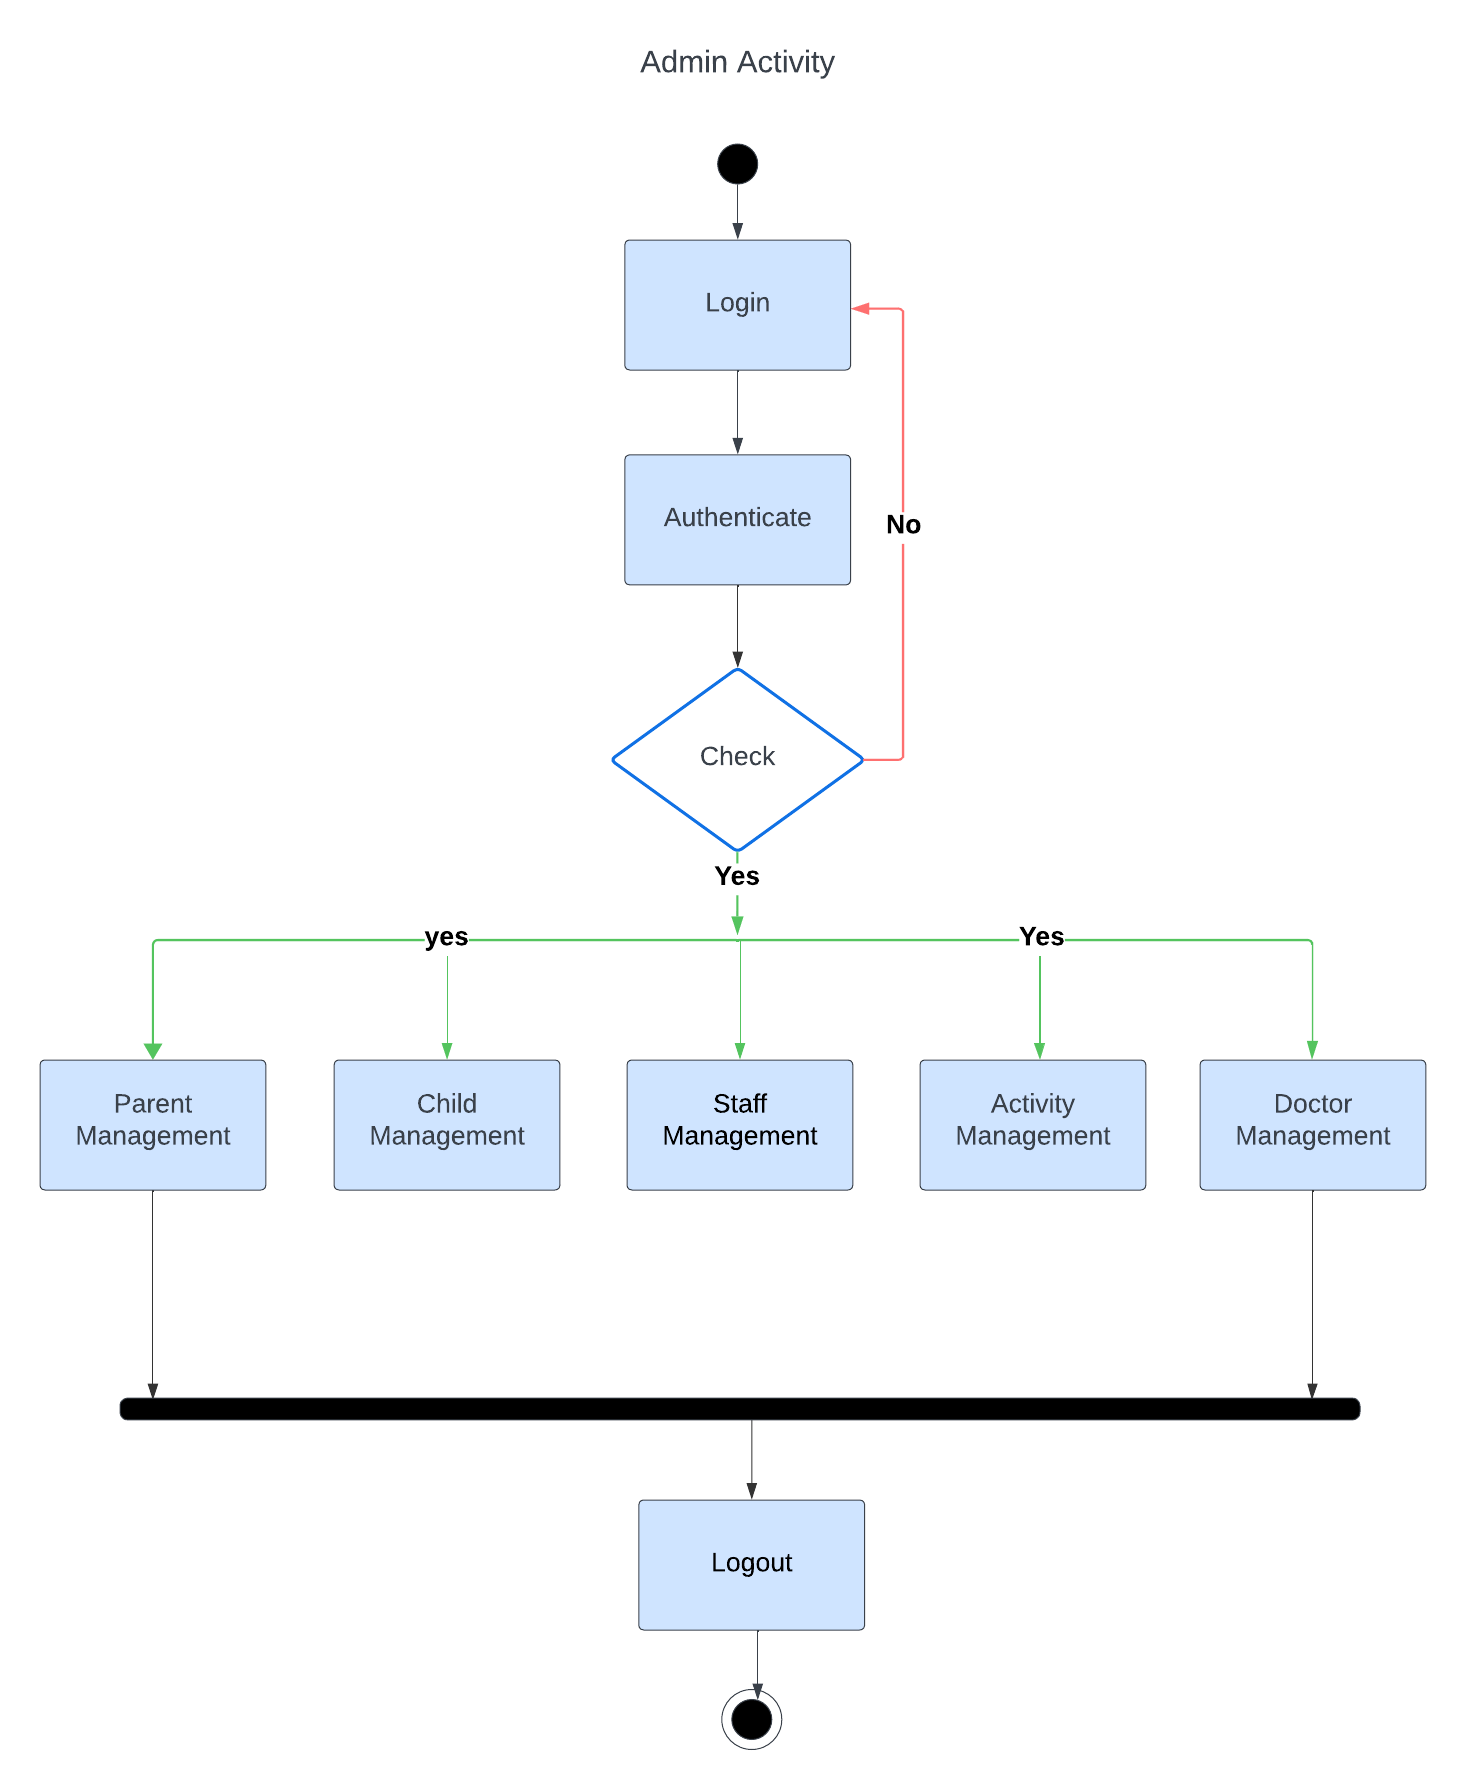 Admin Activity
Login
Authenticate
No
Check
Yes
yes
Yes
Parent
Management
Child
Management
Staff
Management
Activity
Management
Doctor
Management
Logout